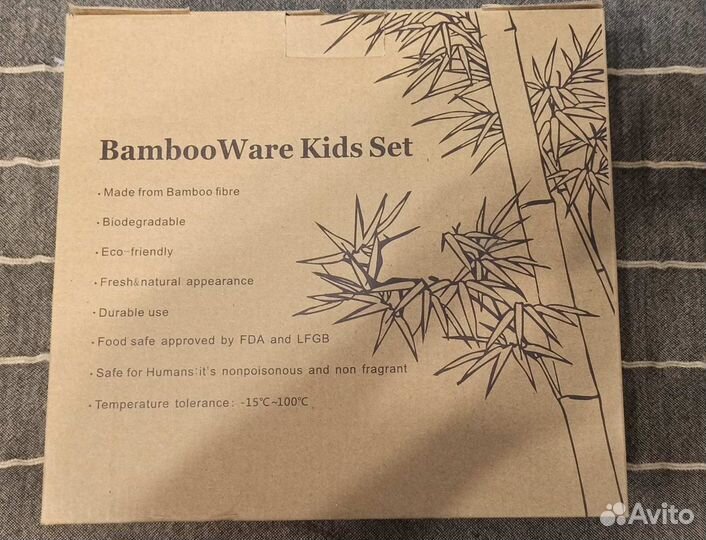 BambooWare Kids Set
· Made from Bamboo fibre
· Biodegradable
· Eco-friendly
· Fresh&natural appearance
· Durable use
· Food safe approved by FDA and LFGB
· Safe for Humans:it's nonpoisonous and non fragrant
· Temperature tolerance: -15℃~100℃
Avito